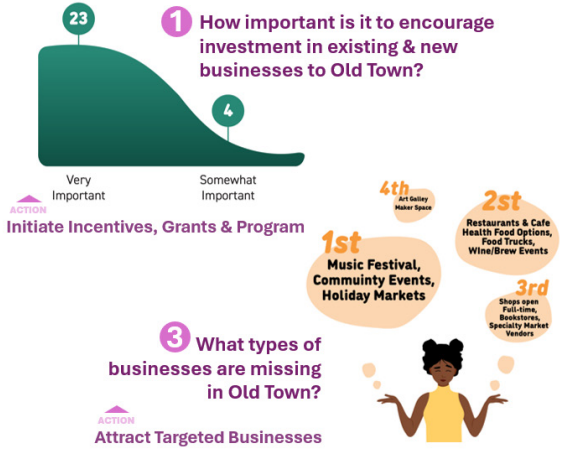 23
4
Very
Important
Somewhat
Important
1 How important is it to encourage
investment in existing & new
businesses to Old Town?
ACTION
Initiate Incentives, Grants & Program
4th
Art Galley
Maker Space
2st
Restaurants & Cafe
Health Food Options,
Food Trucks,
Wine/Brew Events
1st
Music Festival,
Commuinty Events,
Holiday Markets
3rd
Shops open
Full-time,
Bookstores,
Specialty Market
Vendors
3 What types of
businesses are missing
in Old Town?
ACTION
Attract Targeted Businesses